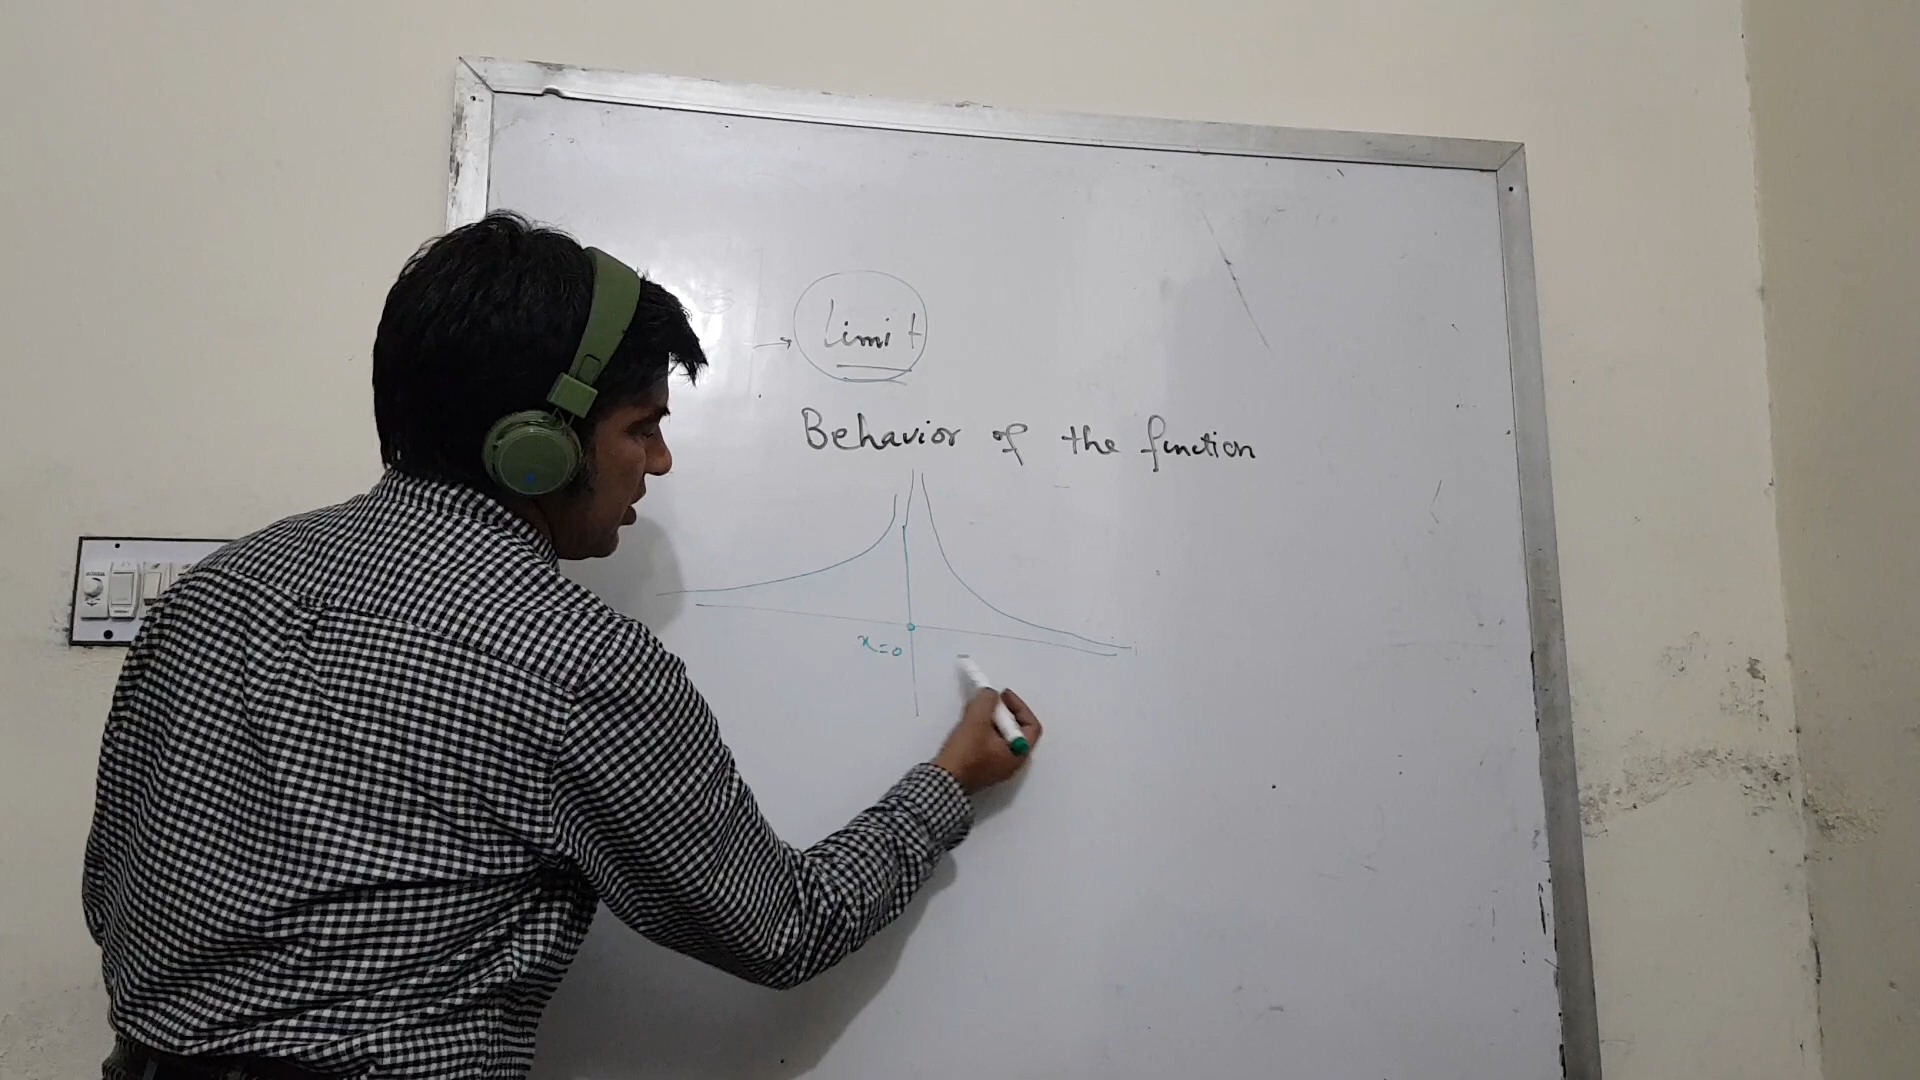 Limit
Behavior of the function
x=0